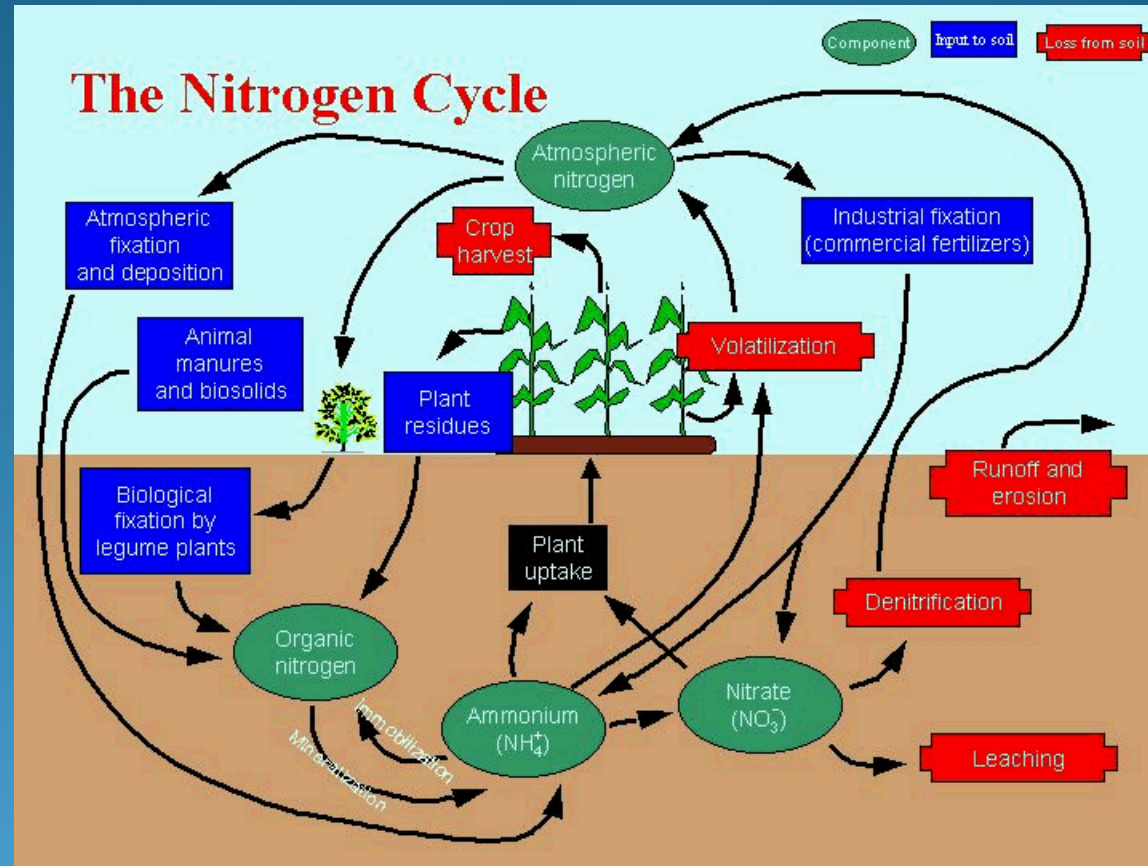 Component
Input to soil
Loss from soil
The Nitrogen Cycle
Atmospheric
nitrogen
Atmospheric
fixation
and deposition
Crop
harvest
Industrial fixation
(commercial fertilizers)
Animal
manures
and biosolids
Plant
residues
Volatilization
Biological
fixation by
legume plants
Runoff and
erosion
Plant
uptake
Denitrification
Organic
nitrogen
Ammonium
(NH₄⁺)
Nitrate
(NO₃⁻)
Immobilization
Mineralization
Leaching